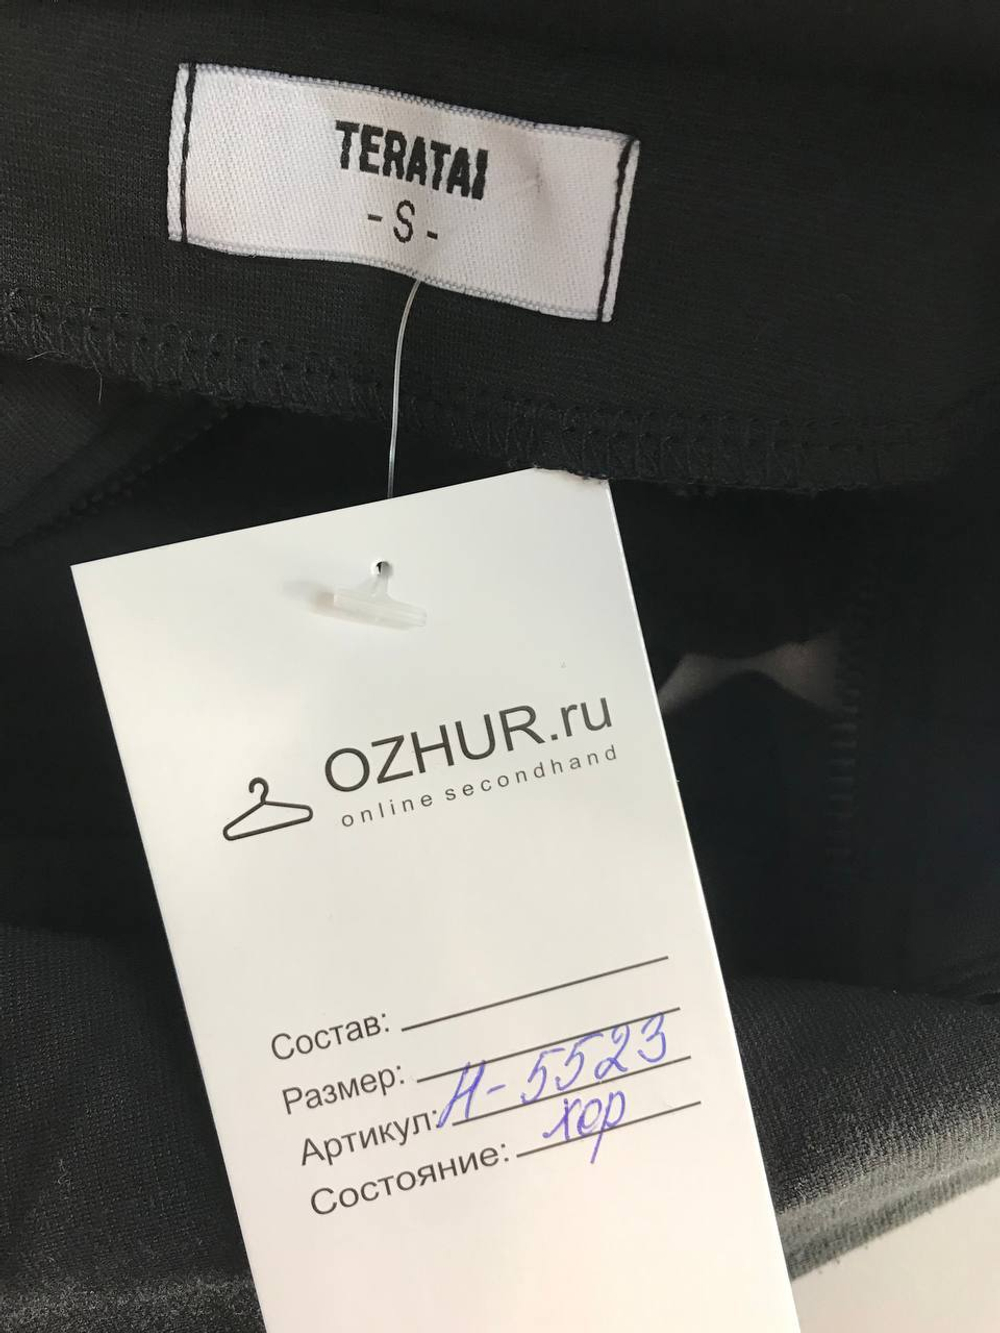 TERATAI
- S -
OZHUR.ru
online secondhand
Состав:
Размер:
Артикул: Н-5523
Состояние: хор